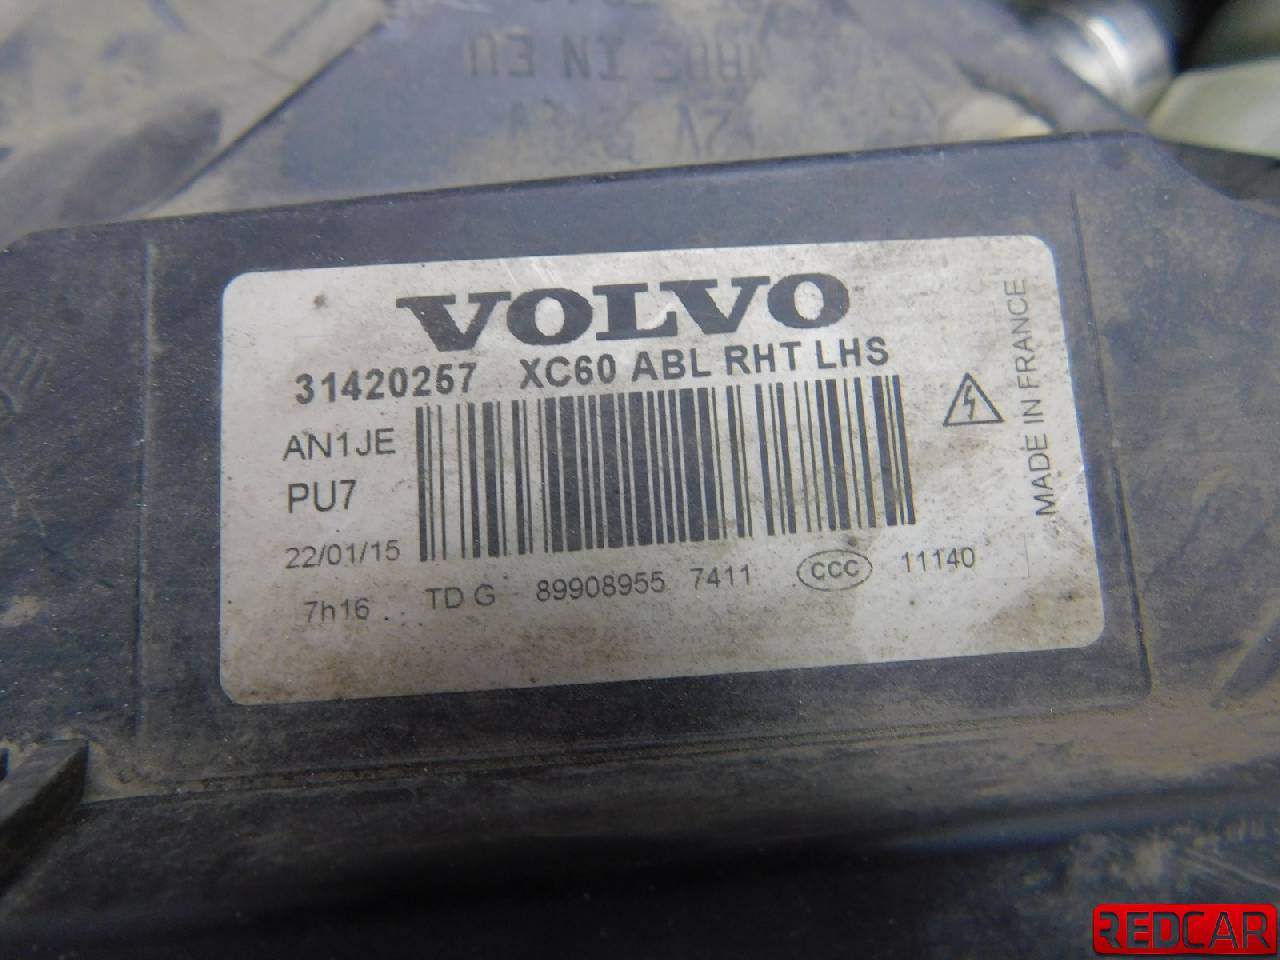 MADE IN EU
VOLVO
31420257 XC60 ABL RHT LHS
AN1JE
PU7
22/01/15
7h16 TD G 89908955 7411 CCC 11140
MADE IN FRANCE
REDCAR